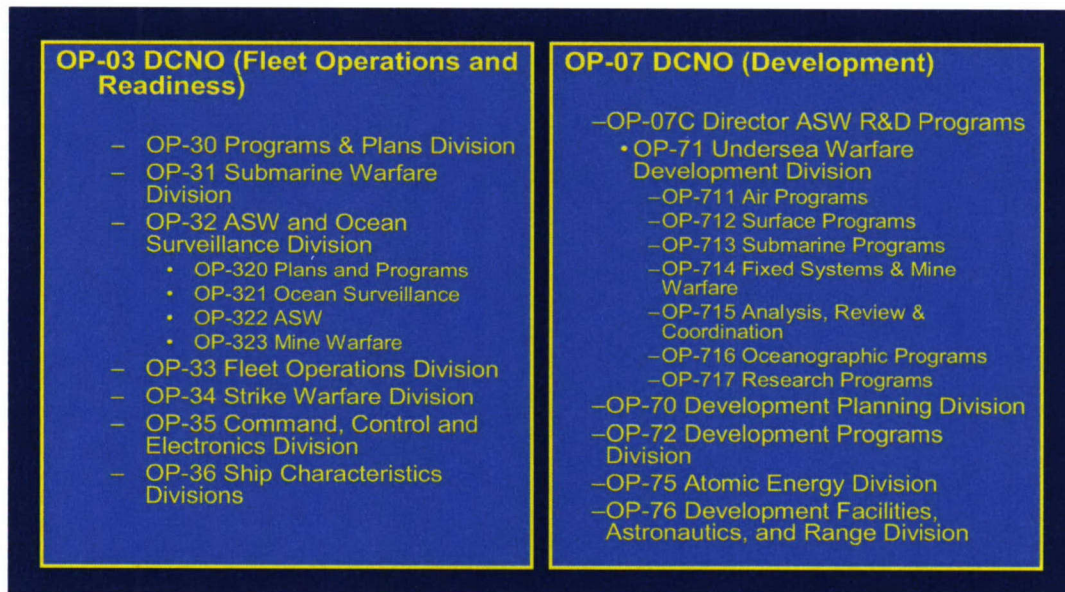 OP-03 DCNO (Fleet Operations and
Readiness)
– OP-30 Programs & Plans Division
– OP-31 Submarine Warfare
Division
– OP-32 ASW and Ocean
Surveillance Division
• OP-320 Plans and Programs
• OP-321 Ocean Surveillance
• OP-322 ASW
• OP-323 Mine Warfare
– OP-33 Fleet Operations Division
– OP-34 Strike Warfare Division
– OP-35 Command, Control and
Electronics Division
– OP-36 Ship Characteristics
Divisions
OP-07 DCNO (Development)
–OP-07C Director ASW R&D Programs
• OP-71 Undersea Warfare
Development Division
–OP-711 Air Programs
–OP-712 Surface Programs
–OP-713 Submarine Programs
–OP-714 Fixed Systems & Mine
Warfare
–OP-715 Analysis, Review &
Coordination
–OP-716 Oceanographic Programs
–OP-717 Research Programs
–OP-70 Development Planning Division
–OP-72 Development Programs
Division
–OP-75 Atomic Energy Division
–OP-76 Development Facilities,
Astronautics, and Range Division